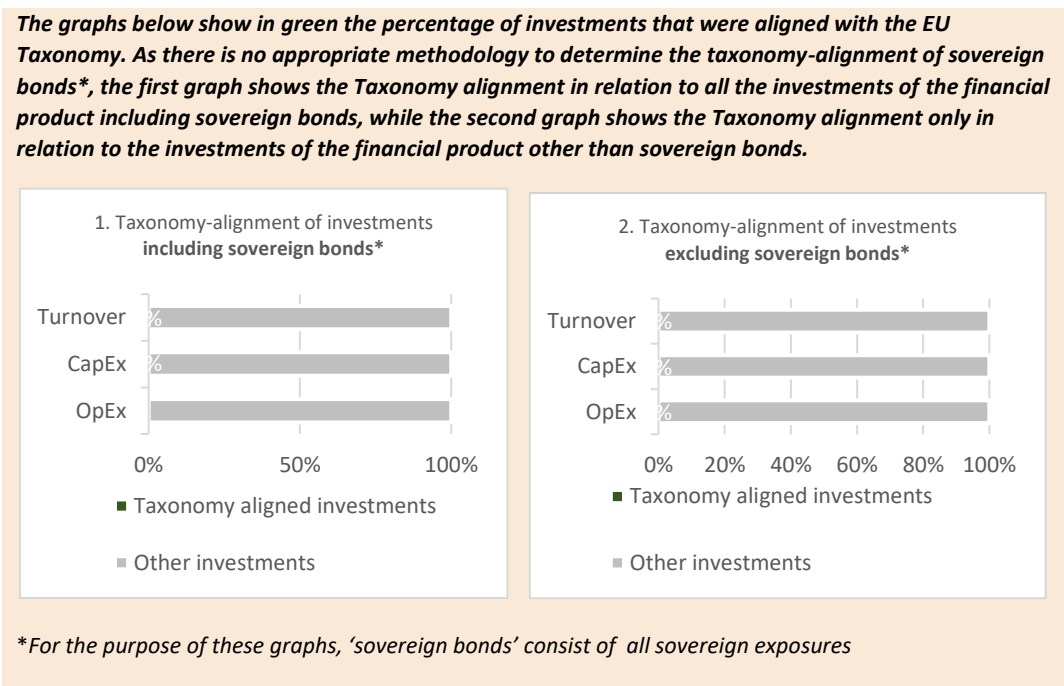 The graphs below show in green the percentage of investments that were aligned with the EU
Taxonomy. As there is no appropriate methodology to determine the taxonomy-alignment of sovereign
bonds*, the first graph shows the Taxonomy alignment in relation to all the investments of the financial
product including sovereign bonds, while the second graph shows the Taxonomy alignment only in
relation to the investments of the financial product other than sovereign bonds.
1. Taxonomy-alignment of investments
including sovereign bonds*
Turnover
%
CapEx
%
OpEx
0% 50% 100%
Taxonomy aligned investments
Other investments
2. Taxonomy-alignment of investments
excluding sovereign bonds*
Turnover
%
CapEx
%
OpEx
%
0% 20% 40% 60% 80% 100%
Taxonomy aligned investments
Other investments
*For the purpose of these graphs, ‘sovereign bonds’ consist of all sovereign exposures